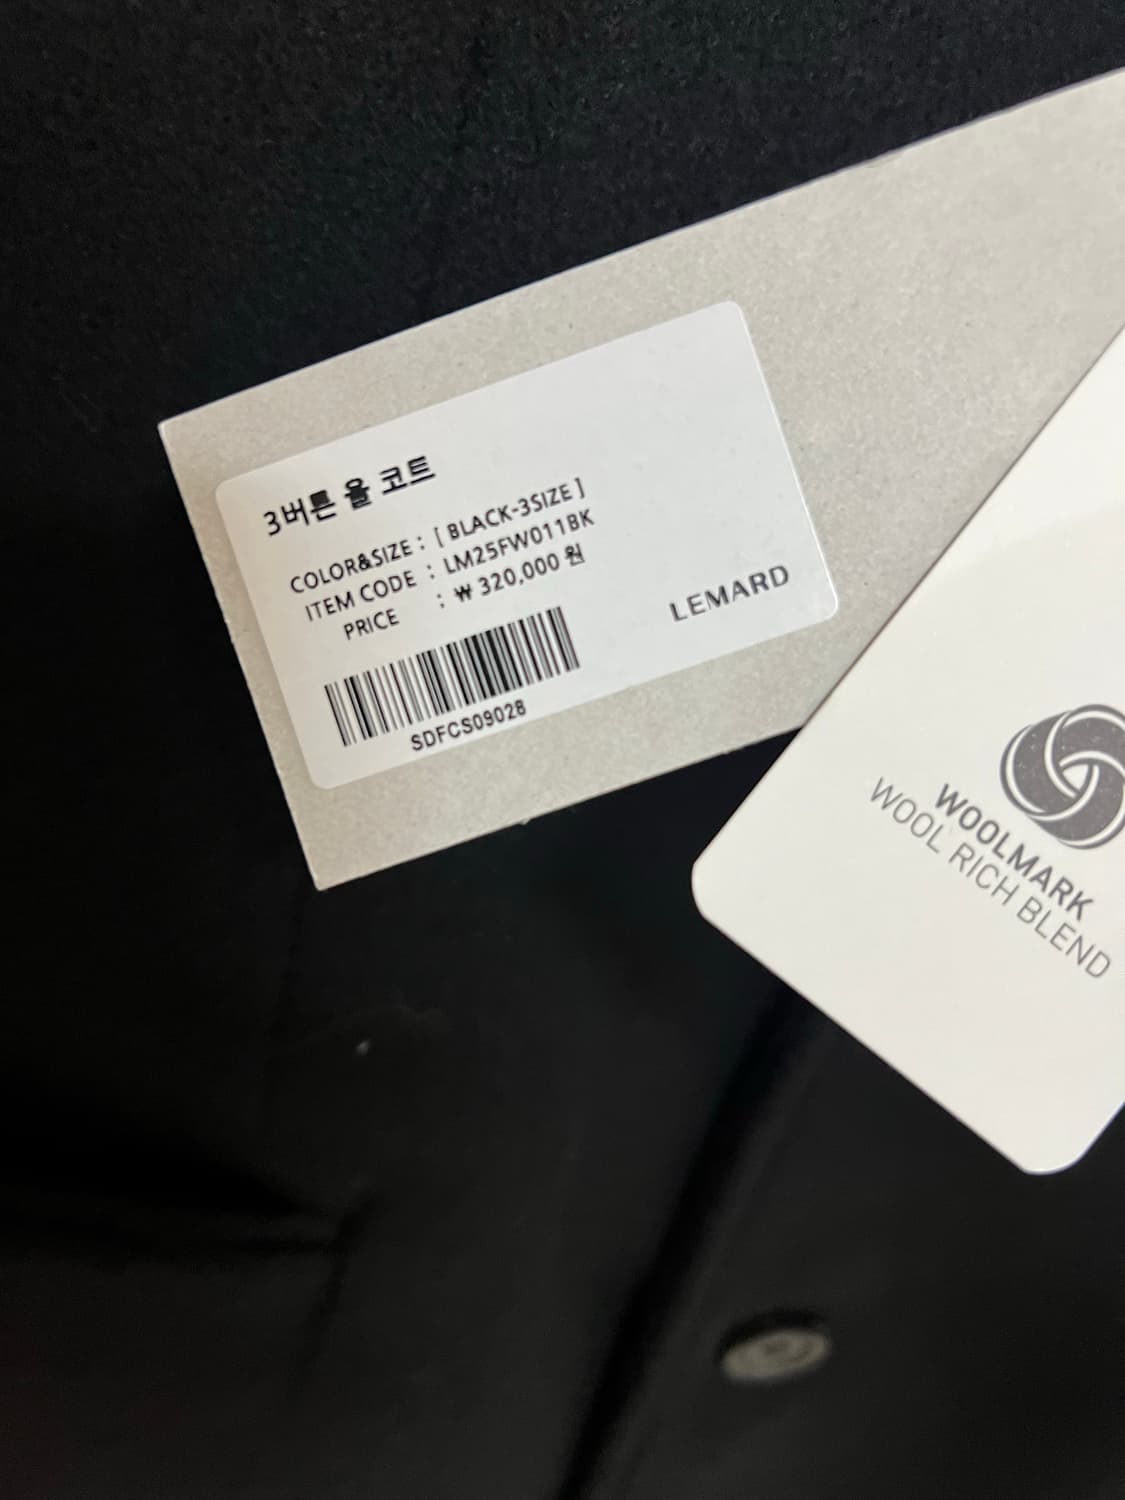 3버튼 울 코트
COLOR&SIZE : [ BLACK-3SIZE ]
ITEM CODE : LM25FW011BK
PRICE : ₩ 320,000 원
SDFCS09028
LEMARD
WOOLMARK
WOOL RICH BLEND